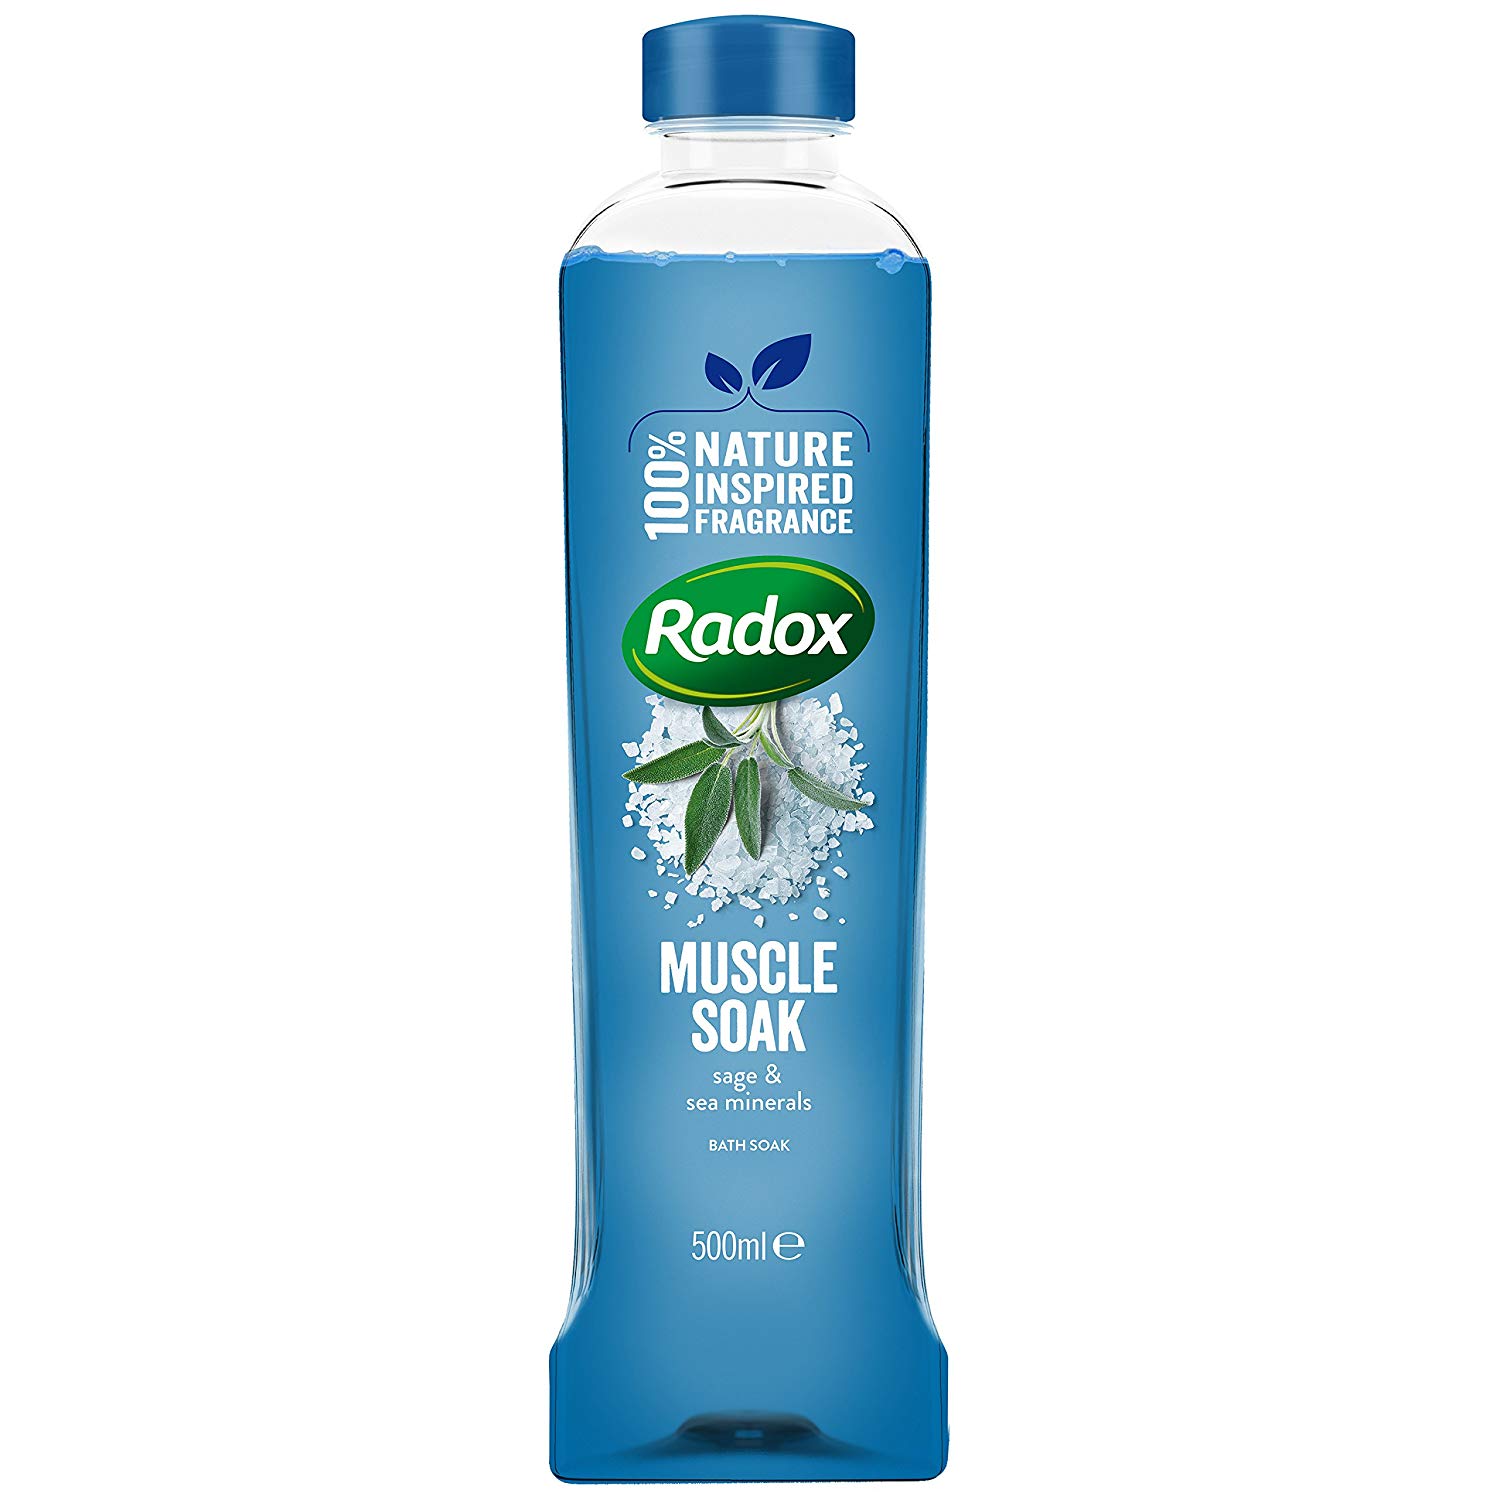 100%
NATURE
INSPIRED
FRAGRANCE
Radox
MUSCLE
SOAK
sage &
sea minerals
BATH SOAK
500ml ℮